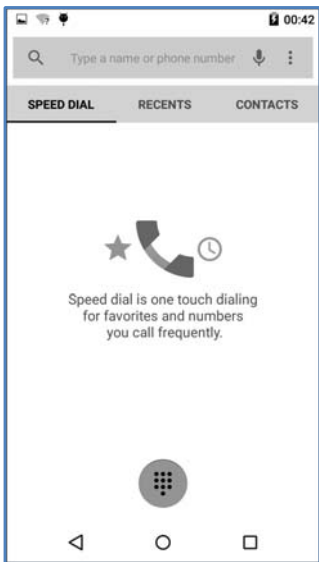 00:42
Type a name or phone number
SPEED DIAL RECENTS CONTACTS
Speed dial is one touch dialing
for favorites and numbers
you call frequently.